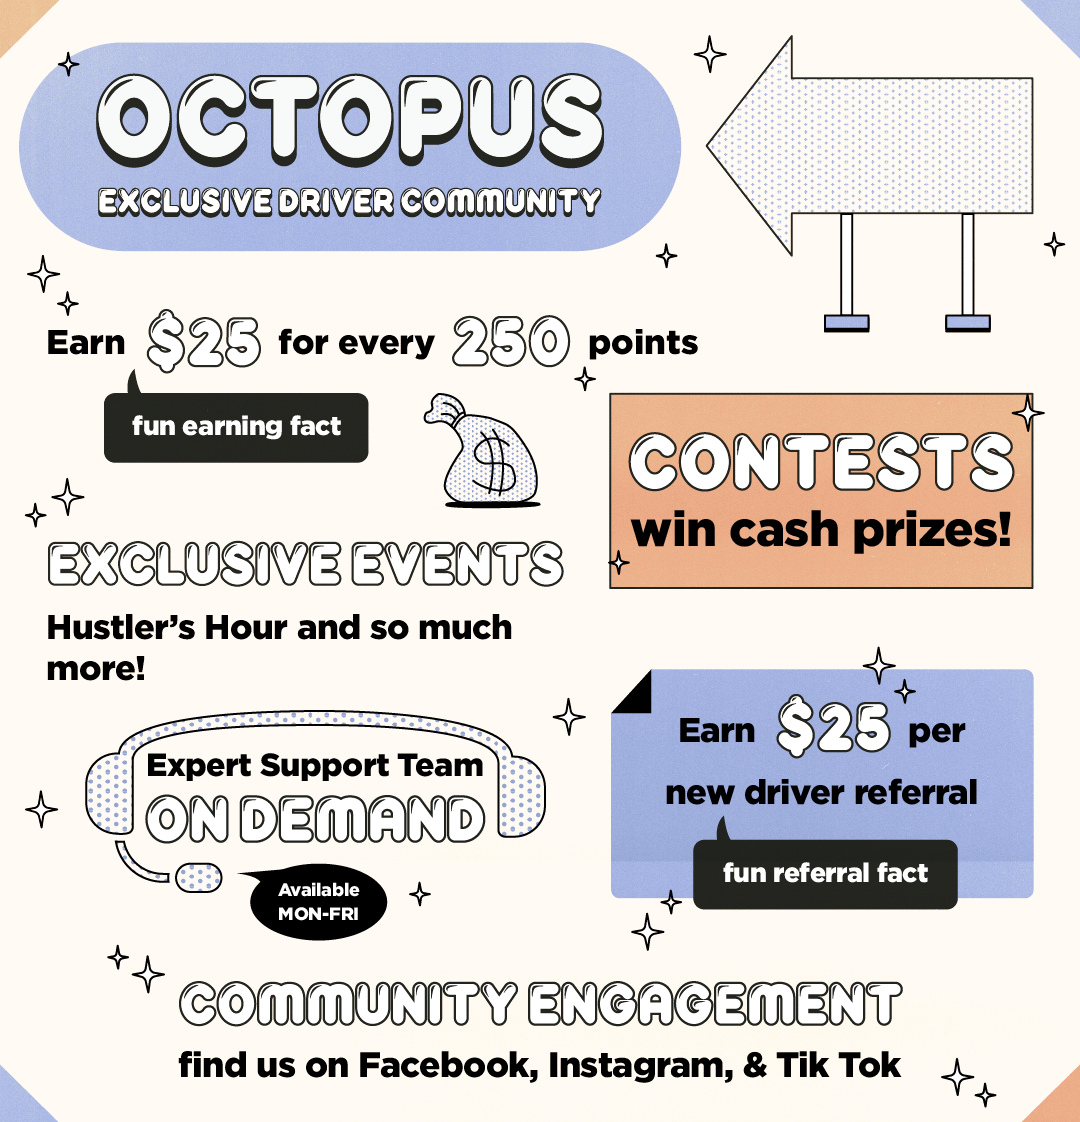 OCTOPUS
EXCLUSIVE DRIVER COMMUNITY
Earn $25 for every 250 points
fun earning fact
CONTESTS
win cash prizes!
EXCLUSIVE EVENTS
Hustler’s Hour and so much
more!
Expert Support Team
ON DEMAND
Available
MON-FRI
Earn $25 per
new driver referral
fun referral fact
COMMUNITY ENGAGEMENT
find us on Facebook, Instagram, & Tik Tok